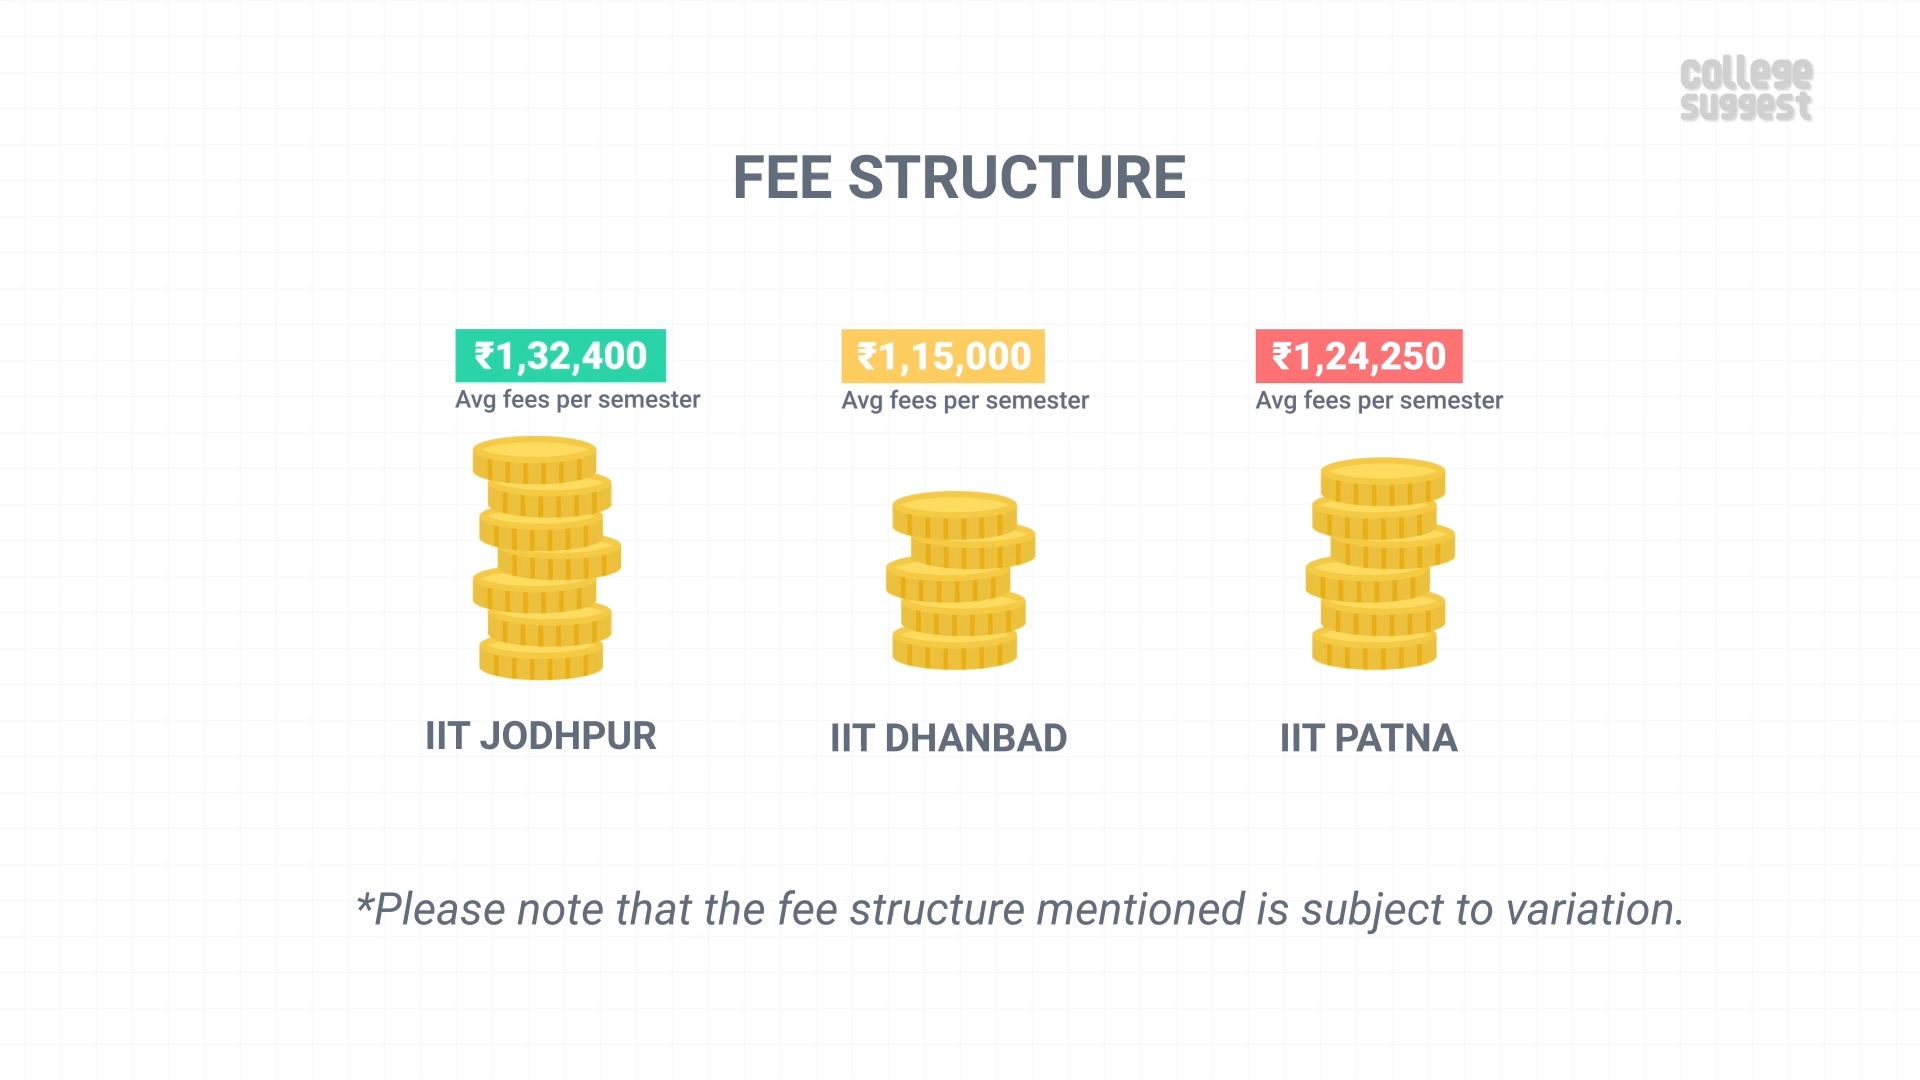 college
suggest
FEE STRUCTURE
₹1,32,400
Avg fees per semester
IIT JODHPUR
₹1,15,000
Avg fees per semester
IIT DHANBAD
₹1,24,250
Avg fees per semester
IIT PATNA
*Please note that the fee structure mentioned is subject to variation.